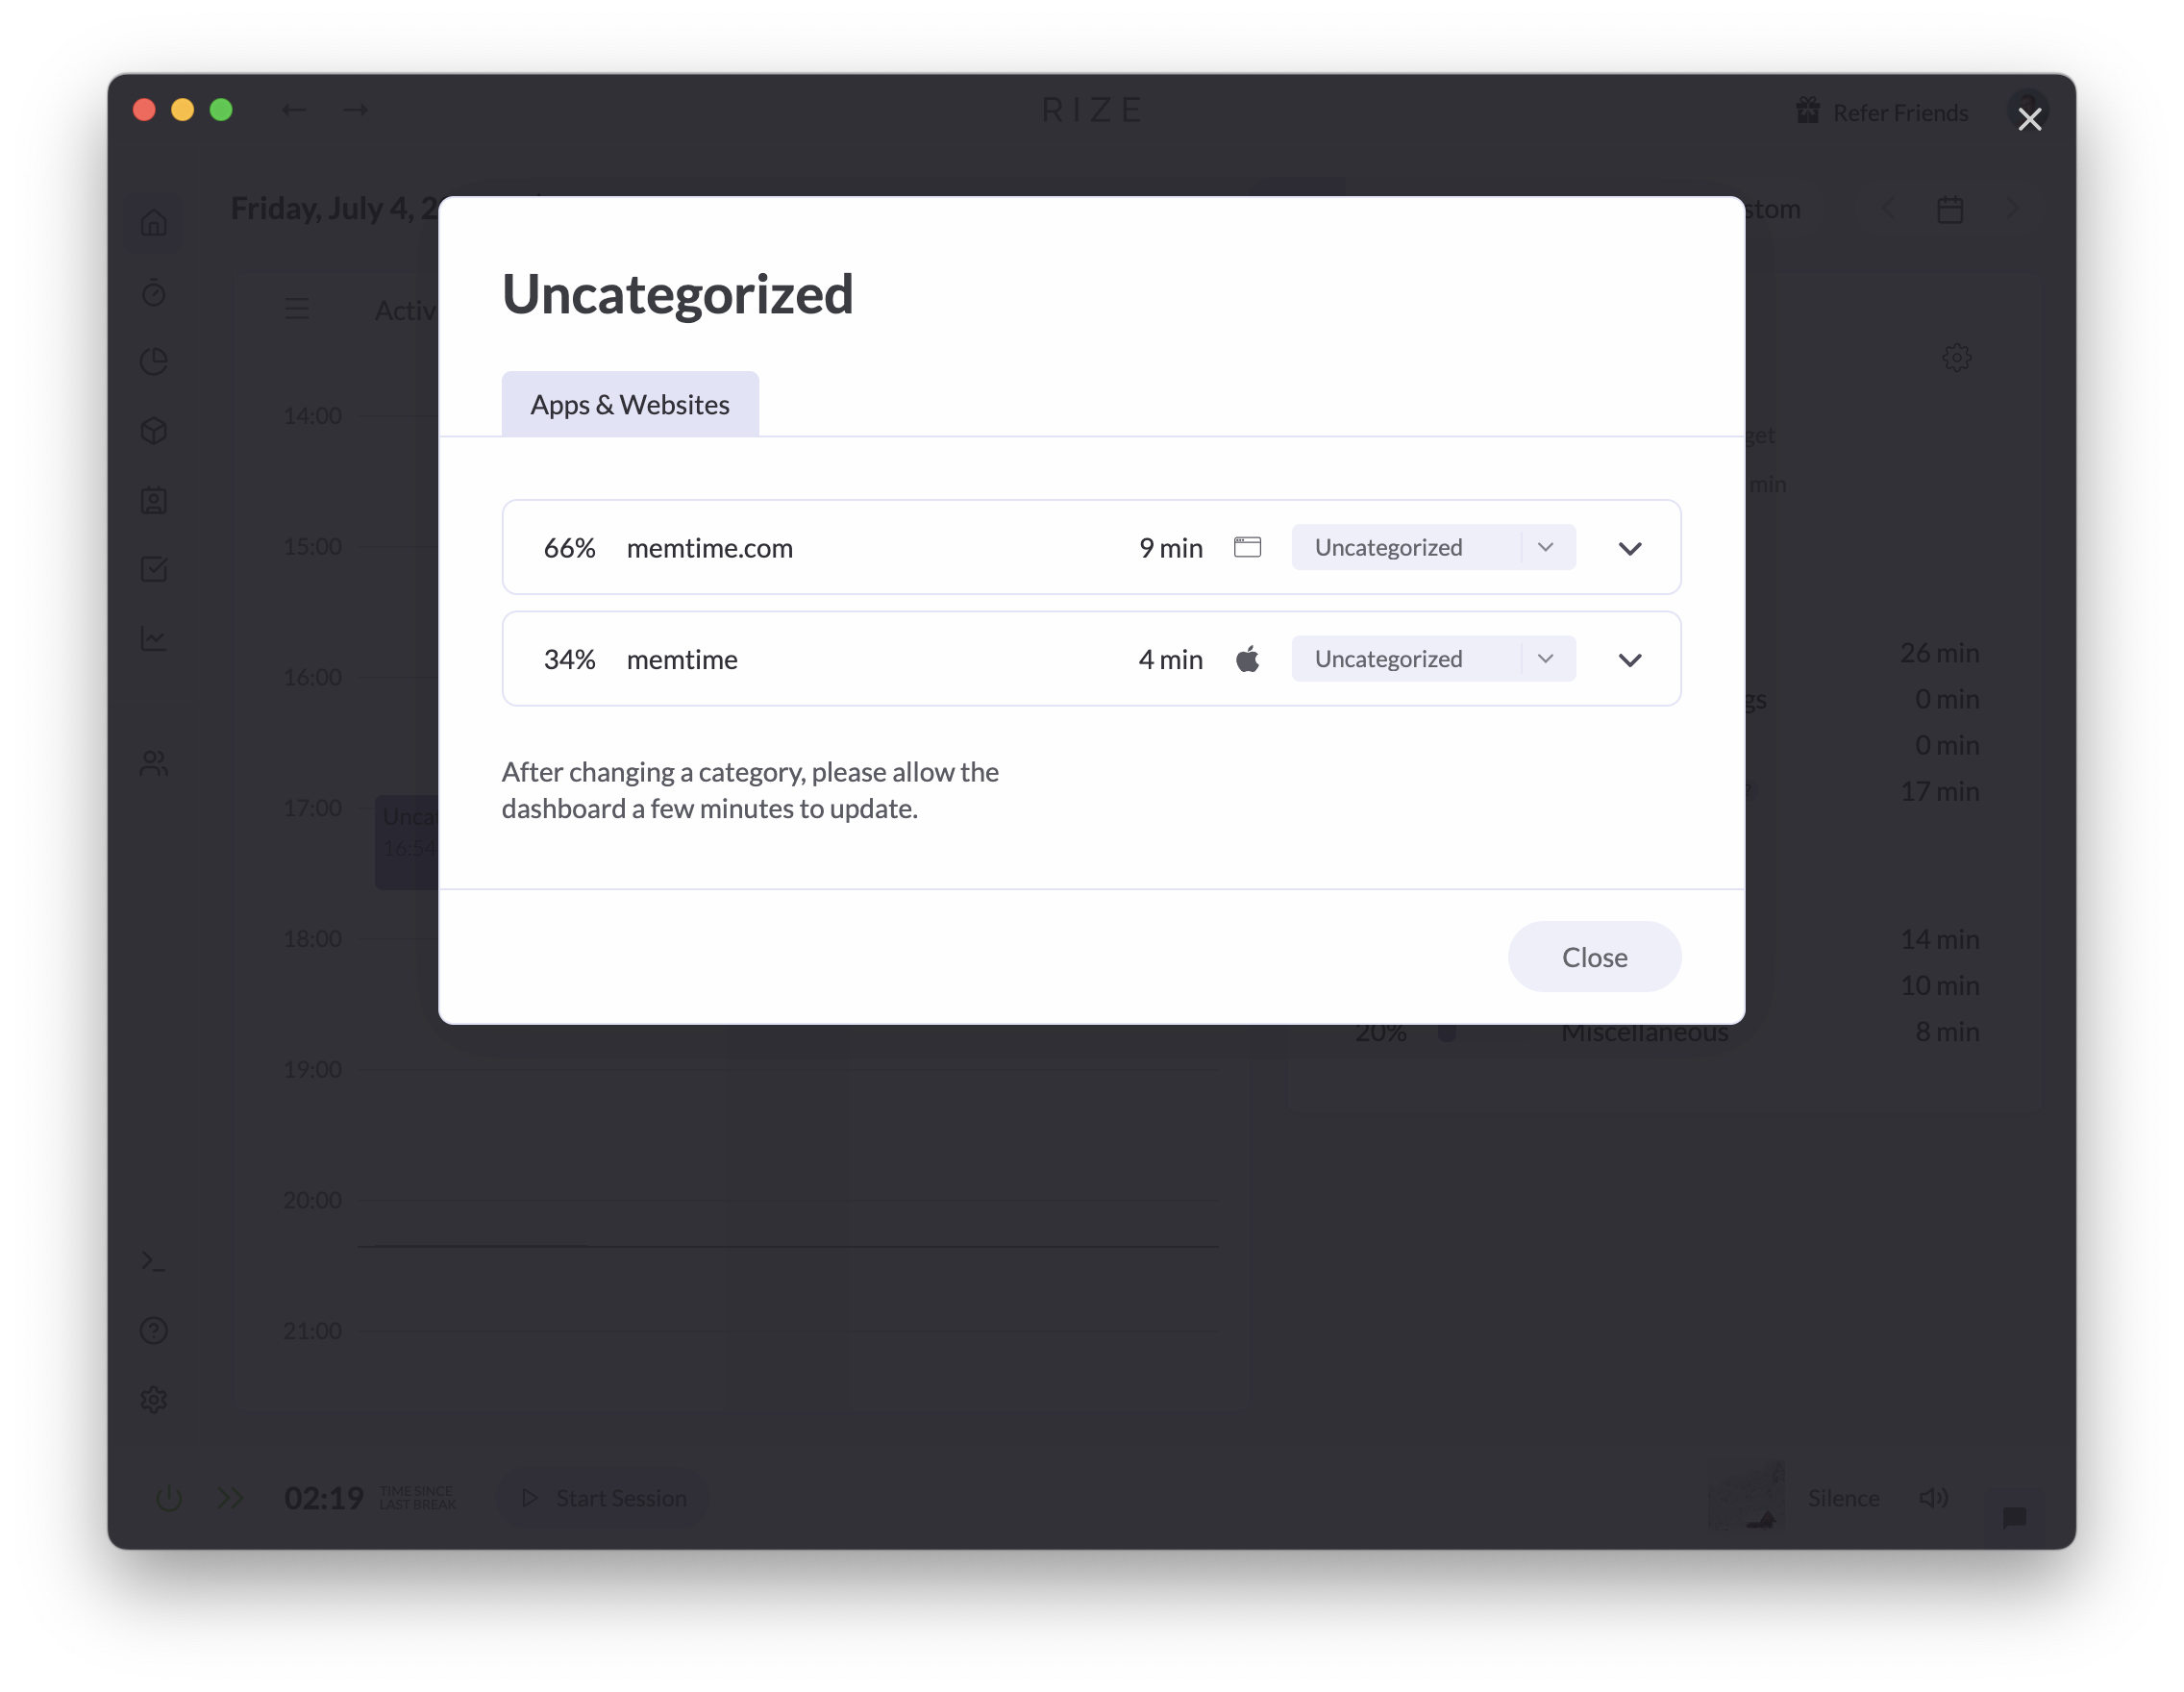 RIZE
Refer Friends
Friday, July 4, 2
stom
Uncategorized
Activ
Apps & Websites
14:00
get
min
15:00
66% memtime.com 9 min Uncategorized
34% memtime 4 min Uncategorized
26 min
16:00
gs 0 min
0 min
After changing a category, please allow the
dashboard a few minutes to update.
17 min
17:00
Unca
16:54
18:00
14 min
Close
10 min
20% Miscellaneous 8 min
19:00
20:00
21:00
02:19
TIME SINCE
LAST BREAK
Start Session
Silence